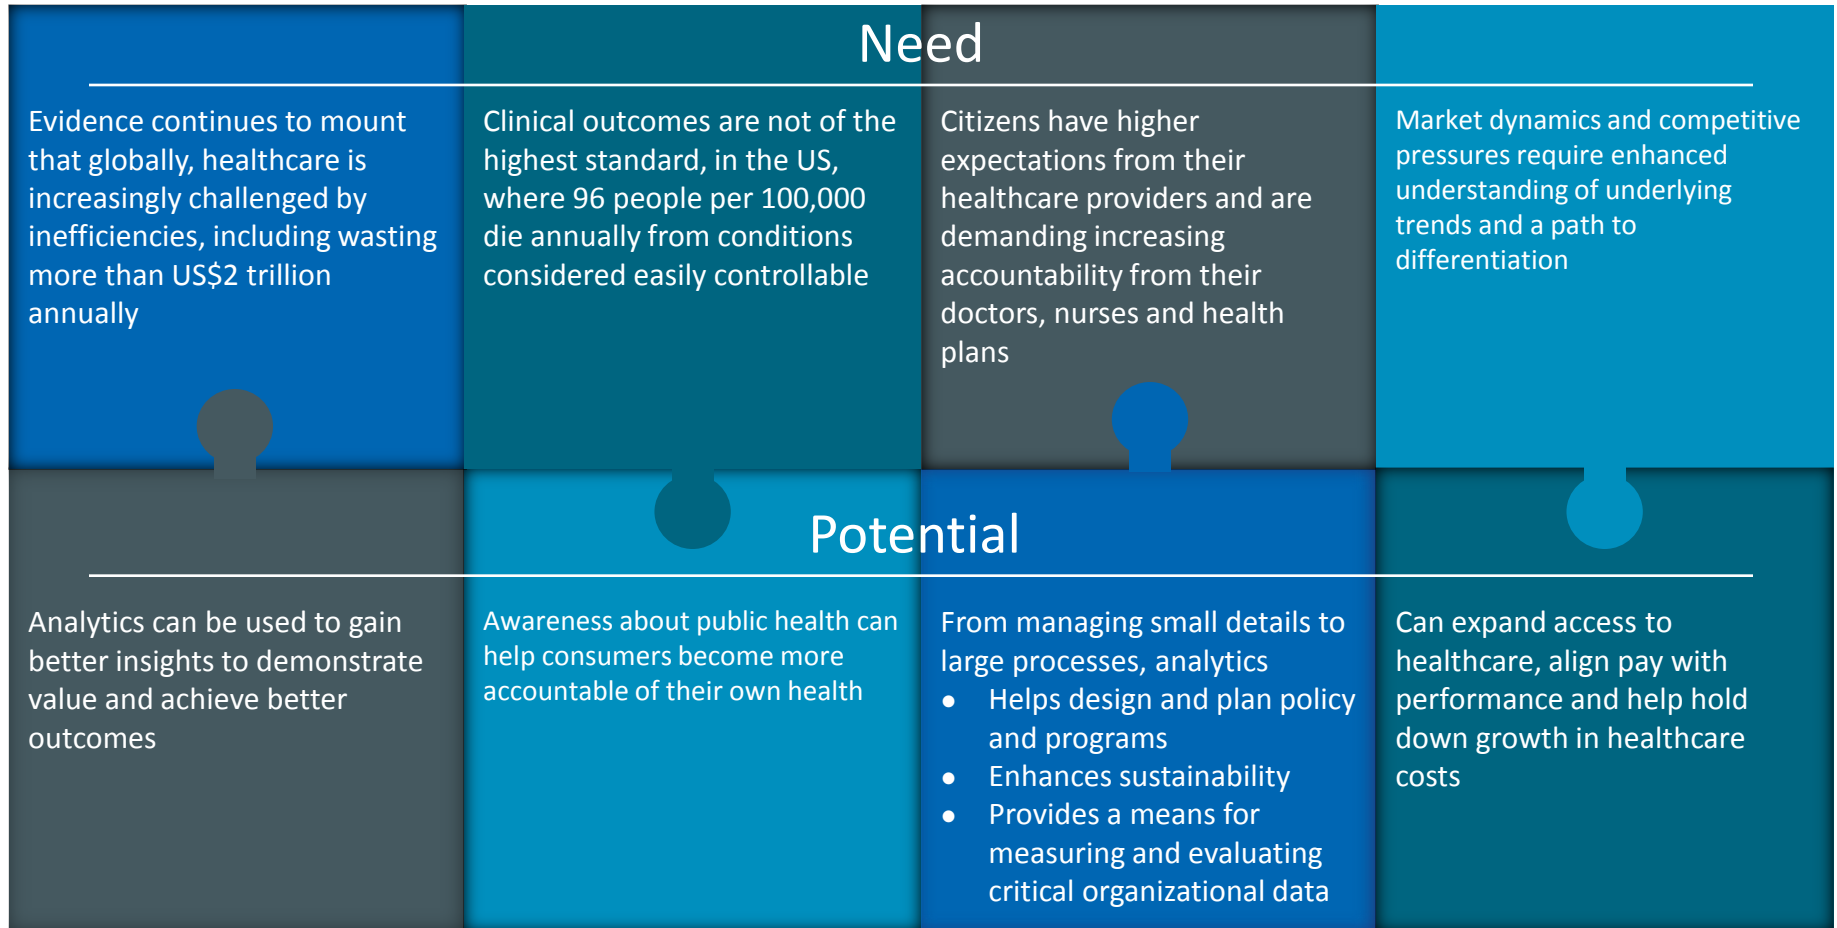 Need
Evidence continues to mount
that globally, healthcare is
increasingly challenged by
inefficiencies, including wasting
more than US$2 trillion
annually
Clinical outcomes are not of the
highest standard, in the US,
where 96 people per 100,000
die annually from conditions
considered easily controllable
Citizens have higher
expectations from their
healthcare providers and are
demanding increasing
accountability from their
doctors, nurses and health
plans
Market dynamics and competitive
pressures require enhanced
understanding of underlying
trends and a path to
differentiation
Potential
Analytics can be used to gain
better insights to demonstrate
value and achieve better
outcomes
Awareness about public health can
help consumers become more
accountable of their own health
From managing small details to
large processes, analytics
● Helps design and plan policy
and programs
● Enhances sustainability
● Provides a means for
measuring and evaluating
critical organizational data
Can expand access to
healthcare, align pay with
performance and help hold
down growth in healthcare
costs